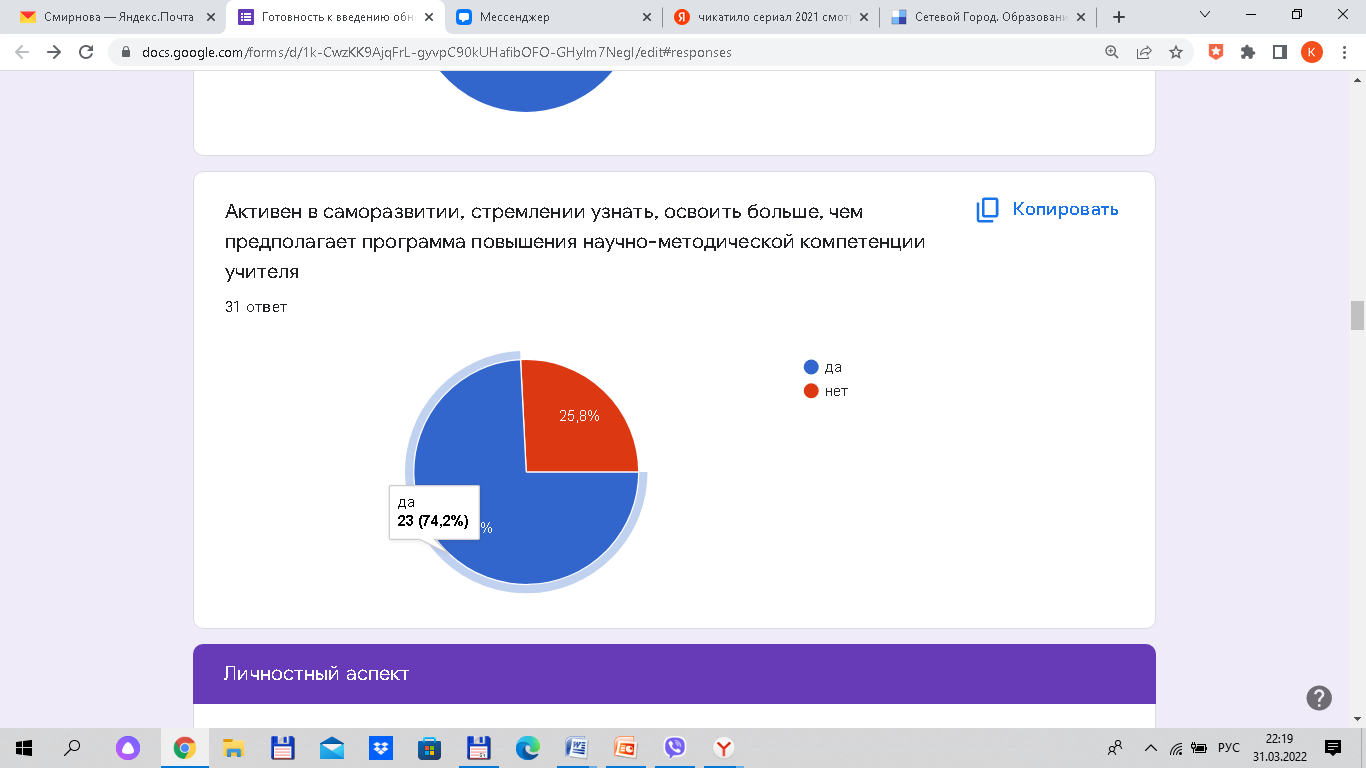 Смирнова — Яндекс.Почта
Готовность к введению обн
Мессенджер
чикатило сериал 2021 смот
Сетевой Город. Образовани
docs.google.com/forms/d/1k-CwzKK9AjqFrL-gyvpC90kUHafibOFO-GHyIm7NegI/edit#responses
К
Активен в саморазвитии, стремлении узнать, освоить больше, чем
предполагает программа повышения научно-методической компетенции
учителя
Копировать
31 ответ
да
нет
25,8%
да
23 (74,2%)
%
Личностный аспект
РУС
22:19
31.03.2022